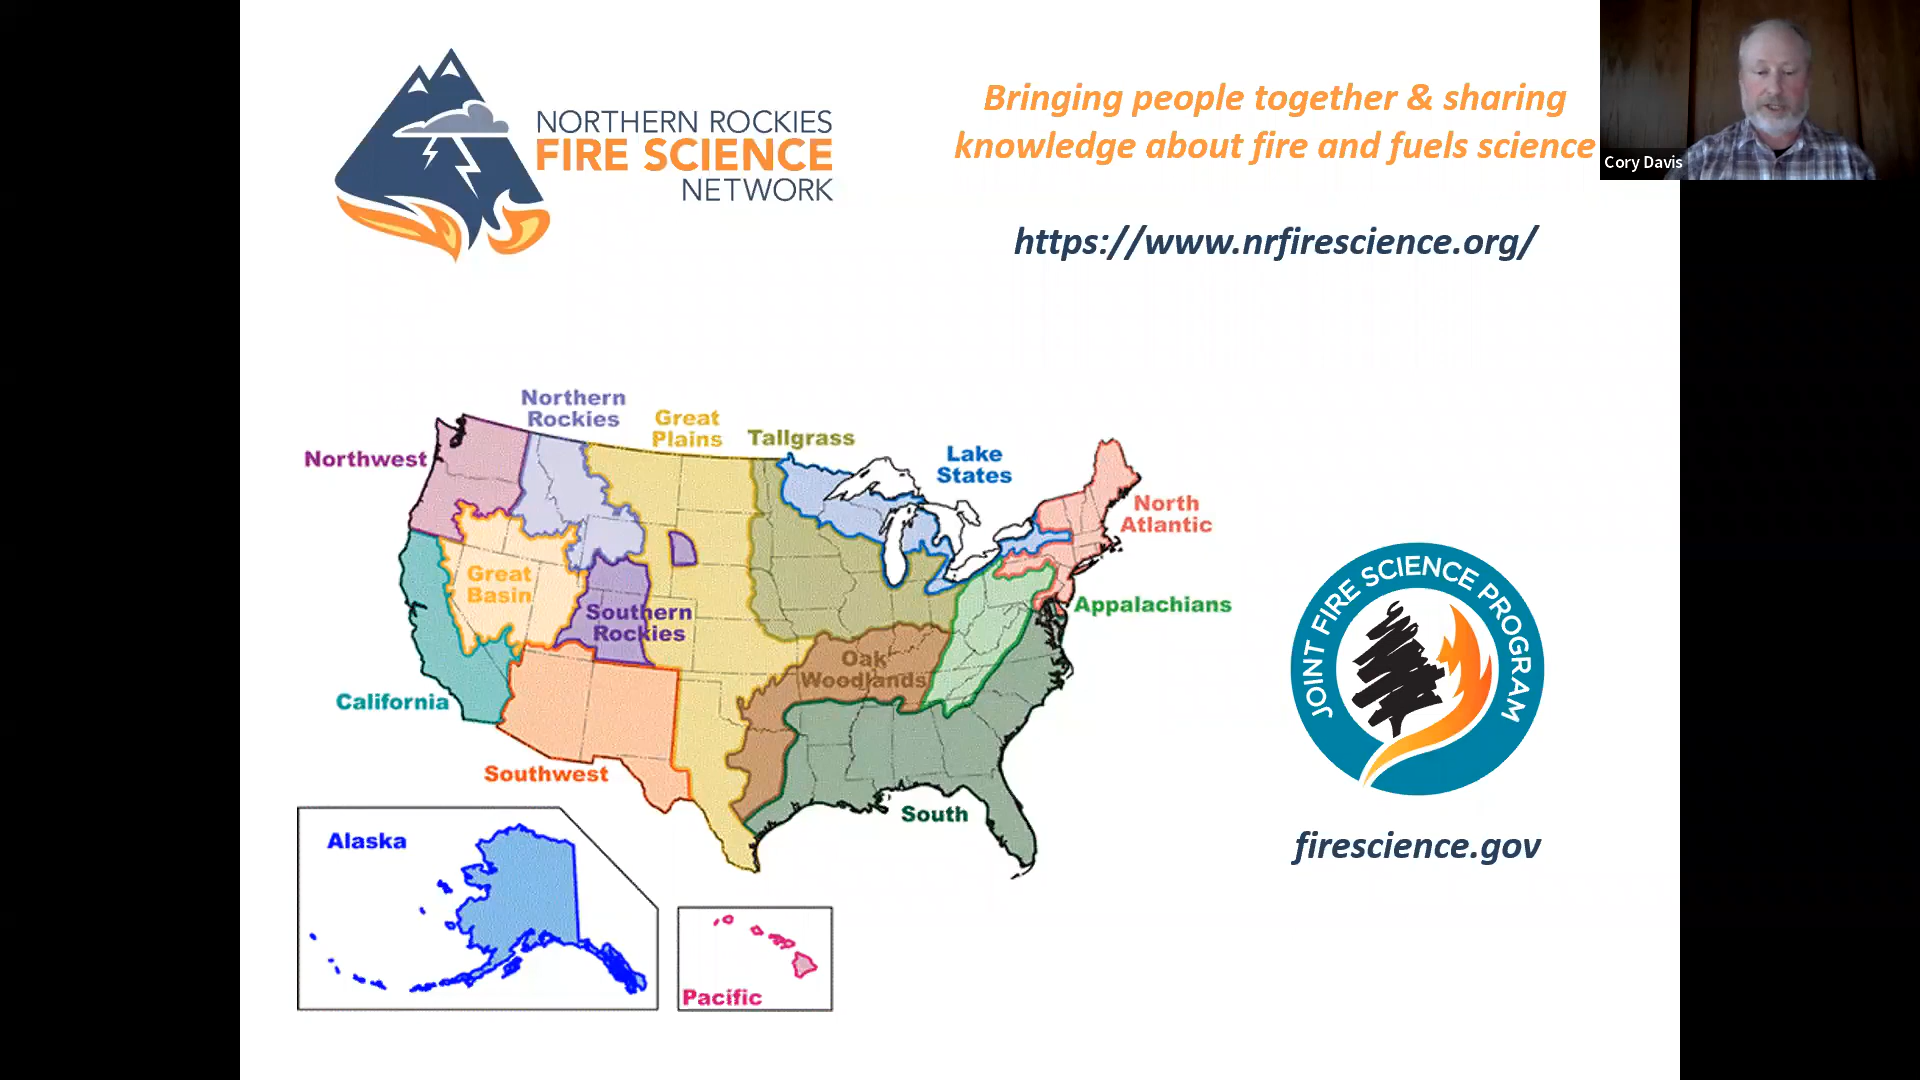 NORTHERN ROCKIES
FIRE SCIENCE
NETWORK
Bringing people together & sharing
knowledge about fire and fuels science
https://www.nrfirescience.org/
Cory Davis
Northern
Rockies
Great
Plains
Tallgrass
Northwest
Lake
States
North
Atlantic
Great
Basin
Southern
Rockies
Appalachians
Oak
Woodlands
California
Southwest
South
Alaska
Pacific
JOINT FIRE SCIENCE PROGRAM
firescience.gov